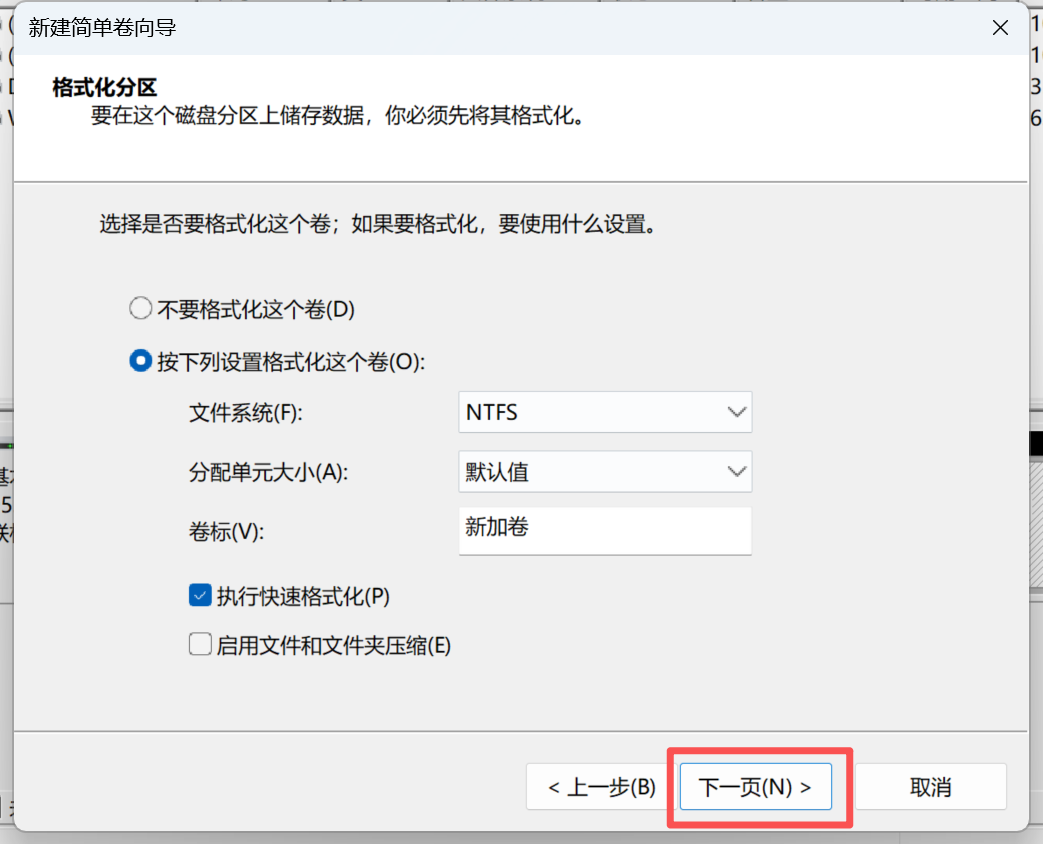 新建简单卷向导
格式化分区
要在这个磁盘分区上储存数据，你必须先将其格式化。
选择是否要格式化这个卷；如果要格式化，要使用什么设置。
不要格式化这个卷(D)
按下列设置格式化这个卷(O):
文件系统(F): NTFS
分配单元大小(A): 默认值
卷标(V): 新加卷
执行快速格式化(P)
启用文件和文件夹压缩(E)
< 上一步(B) 下一页(N) > 取消